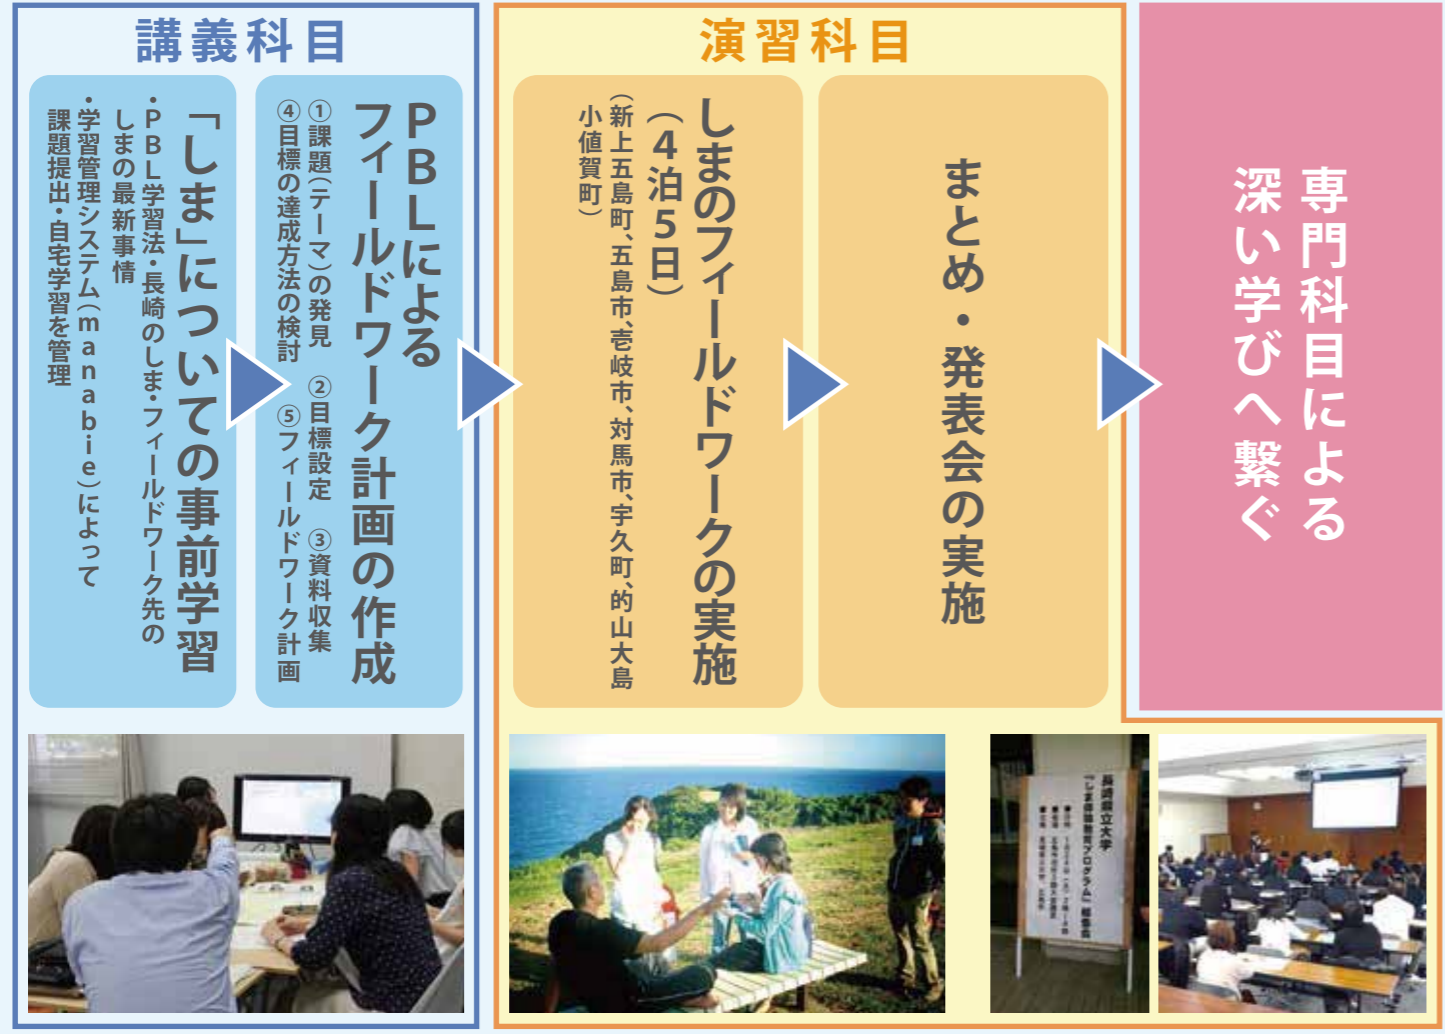 講義科目
「しま」についての事前学習
・PBL学習法・長崎のしま・フィールドワーク先の
しまの最新事情
・学習管理システム(manabie)によって
課題提出・自宅学習を管理
PBLによる
フィールドワーク計画の作成
①課題(テーマ)の発見 ②目標設定 ③資料収集
④目標の達成方法の検討 ⑤フィールドワーク計画
演習科目
しまのフィールドワークの実施
(4泊5日)
(新上五島町、五島市、壱岐市、対馬市、宇久町、的山大島
小値賀町)
まとめ・発表会の実施
専門科目による
深い学びへ繋ぐ
長崎県立大学